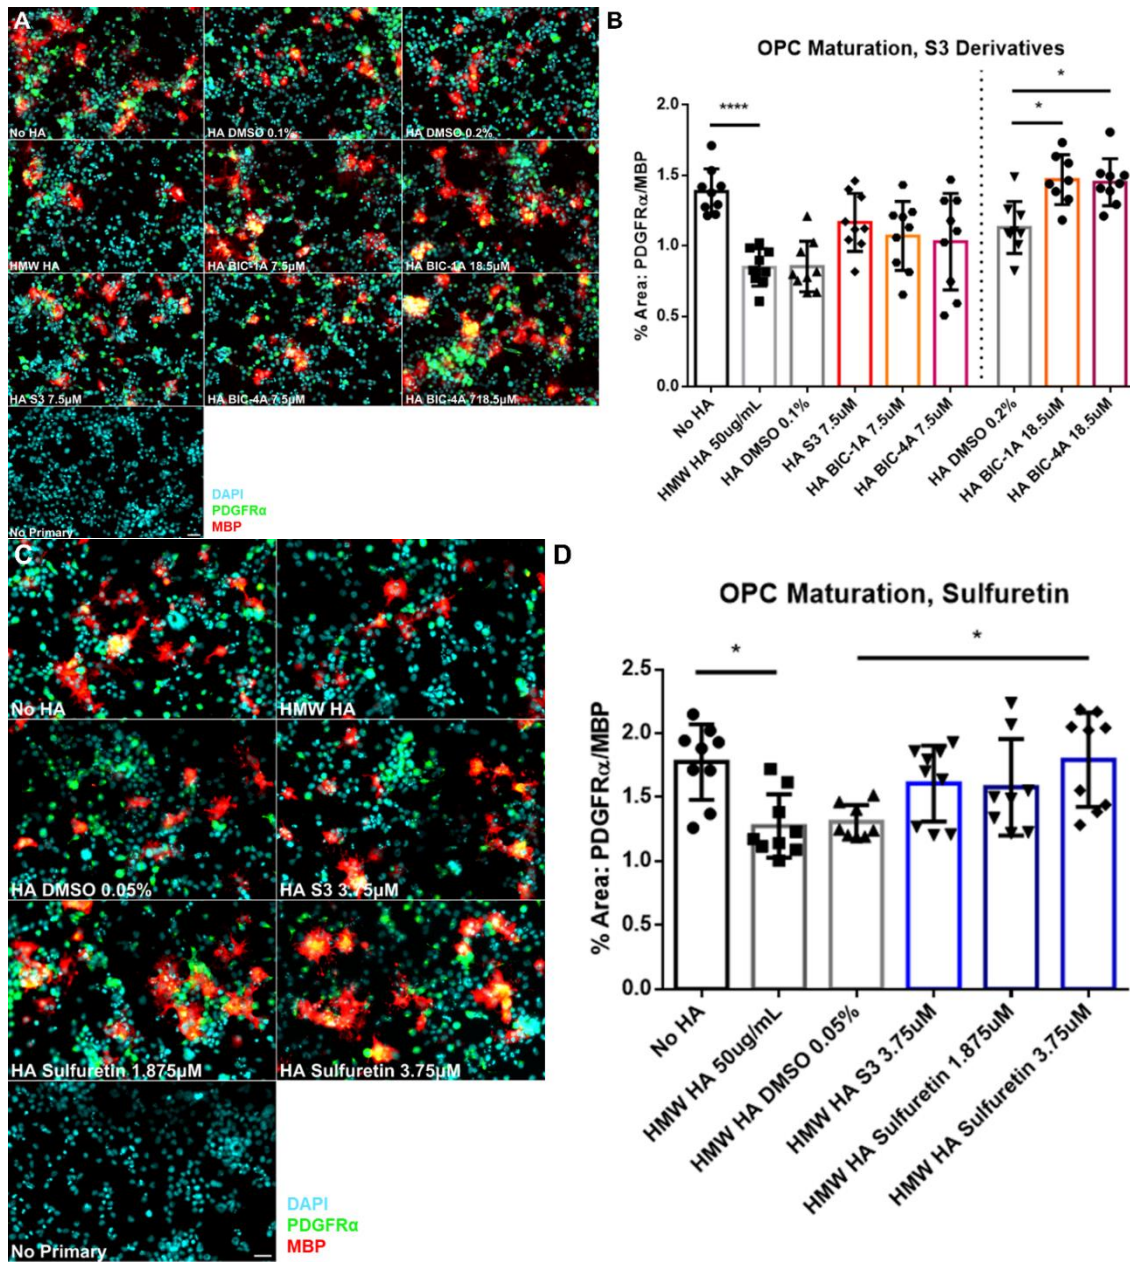 A
No HA
HA DMSO 0.1%
HA DMSO 0.2%
HMW HA
HA BIC-1A 7.5µM
HA BIC-1A 18.5µM
HA S3 7.5µM
HA BIC-4A 7.5µM
HA BIC-4A 718.5µM
No Primary
DAPI
PDGFRα
MBP
B
OPC Maturation, S3 Derivatives
% Area: PDGFRα/MBP
2.0
1.5
1.0
0.5
0.0
****
*
*
No HA
HMW HA 50ug/mL
HA DMSO 0.1%
HA S3 7.5uM
HA BIC-1A 7.5uM
HA BIC-4A 7.5uM
HA DMSO 0.2%
HA BIC-1A 18.5uM
HA BIC-4A 18.5uM
C
No HA
HMW HA
HA DMSO 0.05%
HA S3 3.75µM
HA Sulfuretin 1.875µM
HA Sulfuretin 3.75µM
No Primary
DAPI
PDGFRα
MBP
D
OPC Maturation, Sulfuretin
% Area: PDGFRα/MBP
2.5
2.0
1.5
1.0
0.5
0.0
*
*
No HA
HMW HA 50ug/mL
HMW HA DMSO 0.05%
HMW HA S3 3.75uM
HMW HA Sulfuretin 1.875uM
HMW HA Sulfuretin 3.75uM